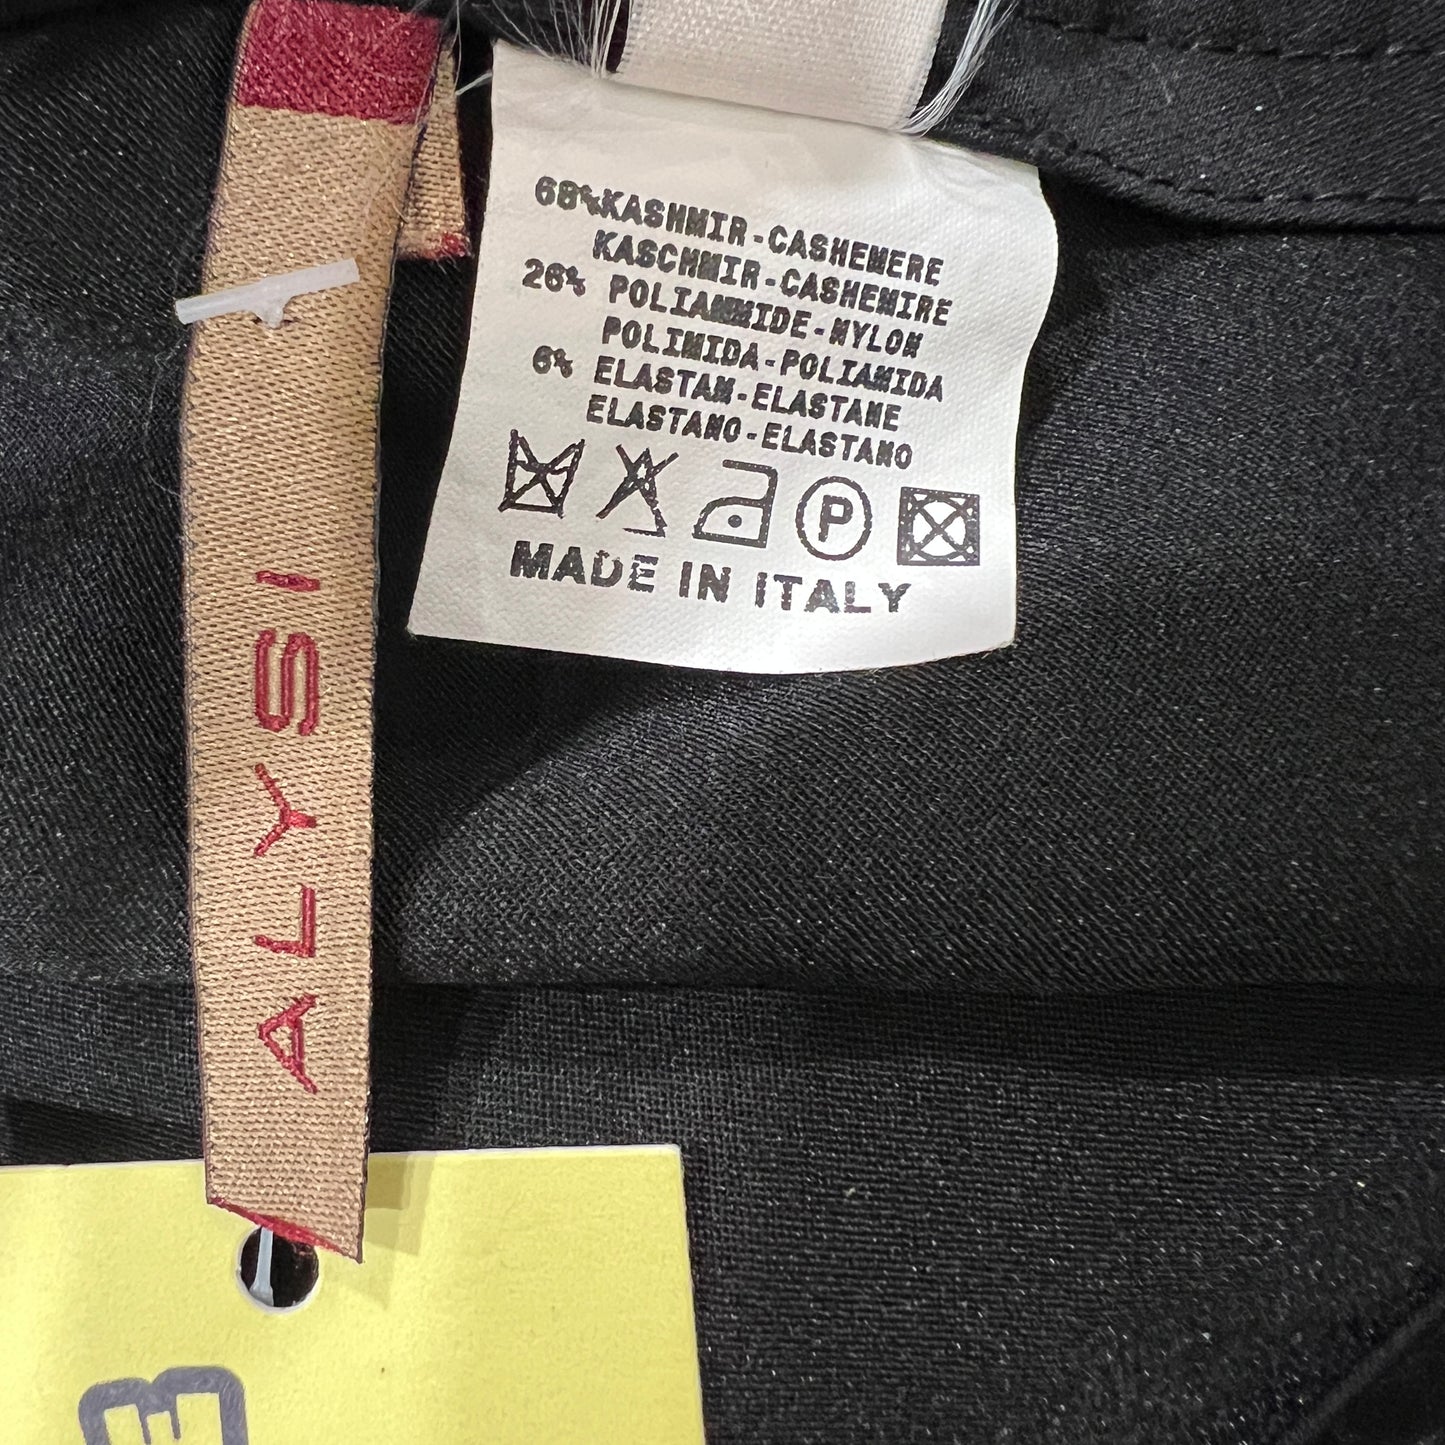 68%KASHMIR-CASHEMERE
KASCHMIR-CASHEMIRE
26% POLIAMMIDE-NYLON
POLIMIDA-POLIAMIDA
6% ELASTAM-ELASTANE
ELASTANO-ELASTANO
P
MADE IN ITALY
ALYSI